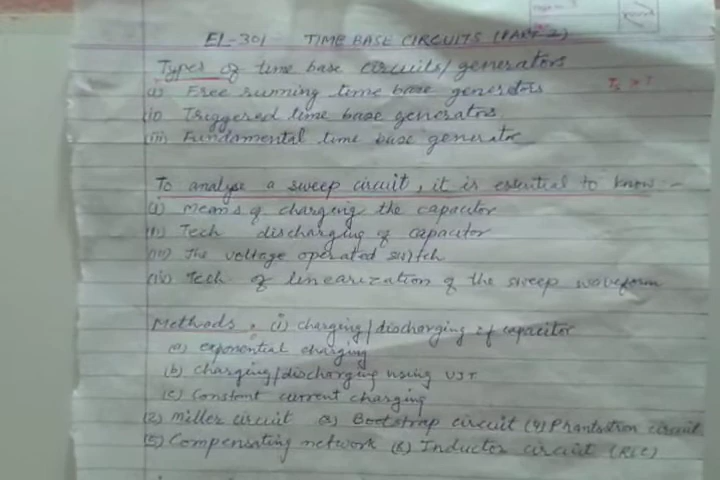 EL-301 TIME BASE CIRCUITS (PART 2)
Types of time base circuits/generators
(i) Free running time base generators
(ii) Triggered time base generators
(iii) Fundamental time base generator
To analyse a sweep circuit, it is essential to know -
(i) Means of charging the capacitor
(ii) Tech discharging of capacitor
(iii) The voltage operated switch
(iv) Tech of linearization of the sweep waveform
Methods : (i) charging/discharging of capacitor
(a) exponential charging
(b) charging/discharging using UJT
(c) Constant current charging
(2) Miller circuit (3) Bootstrap circuit (4) Phantastron circuit
(5) Compensating network (6) Inductor circuit (RLC)